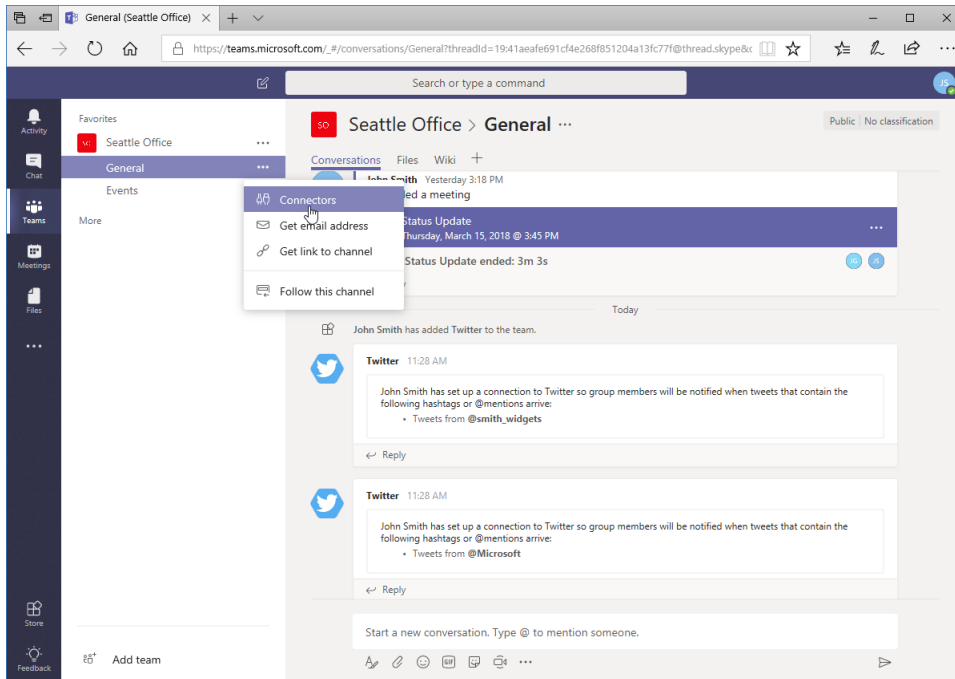 General (Seattle Office)
https://teams.microsoft.com/_#/conversations/General?threadId=19:41aeafe691cf4e268f851204a13fc77f@thread.skype&c
Search or type a command
JS
Activity
Chat
Teams
Meetings
Files
Store
Feedback
Favorites
SO
Seattle Office
General
Events
More
Add team
Connectors
Get email address
Get link to channel
Follow this channel
SO
Seattle Office > General
Public No classification
Conversations Files Wiki
John Smith Yesterday 3:18 PM
a meeting
Status Update
Thursday, March 15, 2018 @ 3:45 PM
Status Update ended: 3m 3s
JG JS
Today
John Smith has added Twitter to the team.
Twitter 11:28 AM
John Smith has set up a connection to Twitter so group members will be notified when tweets that contain the
following hashtags or @mentions arrive:
• Tweets from @smith_widgets
Reply
Twitter 11:28 AM
John Smith has set up a connection to Twitter so group members will be notified when tweets that contain the
following hashtags or @mentions arrive:
• Tweets from @Microsoft
Reply
Start a new conversation. Type @ to mention someone.
GIF